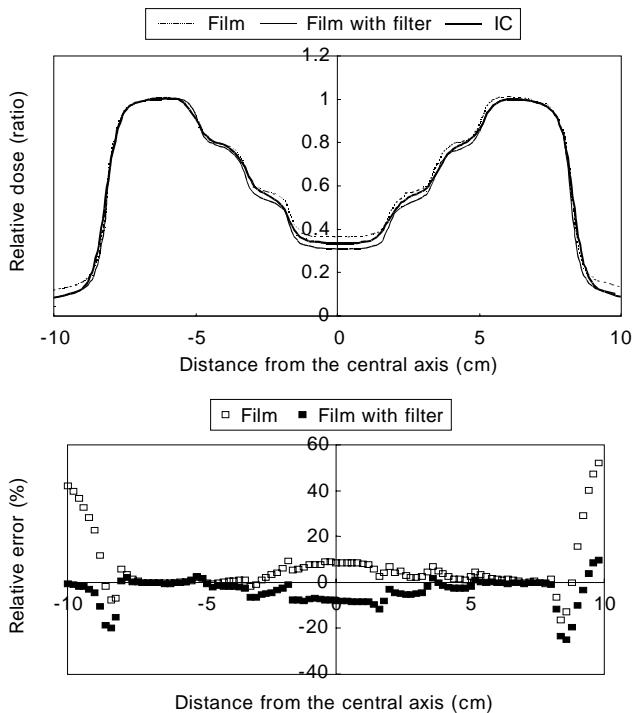 Film Film with filter IC
1.2
1
0.8
0.6
0.4
0.2
0
Relative dose (ratio)
-10 -5 0 5 10
Distance from the central axis (cm)
Film Film with filter
60
40
20
0
-20
-40
Relative error (%)
-10 -5 0 5 10
Distance from the central axis (cm)